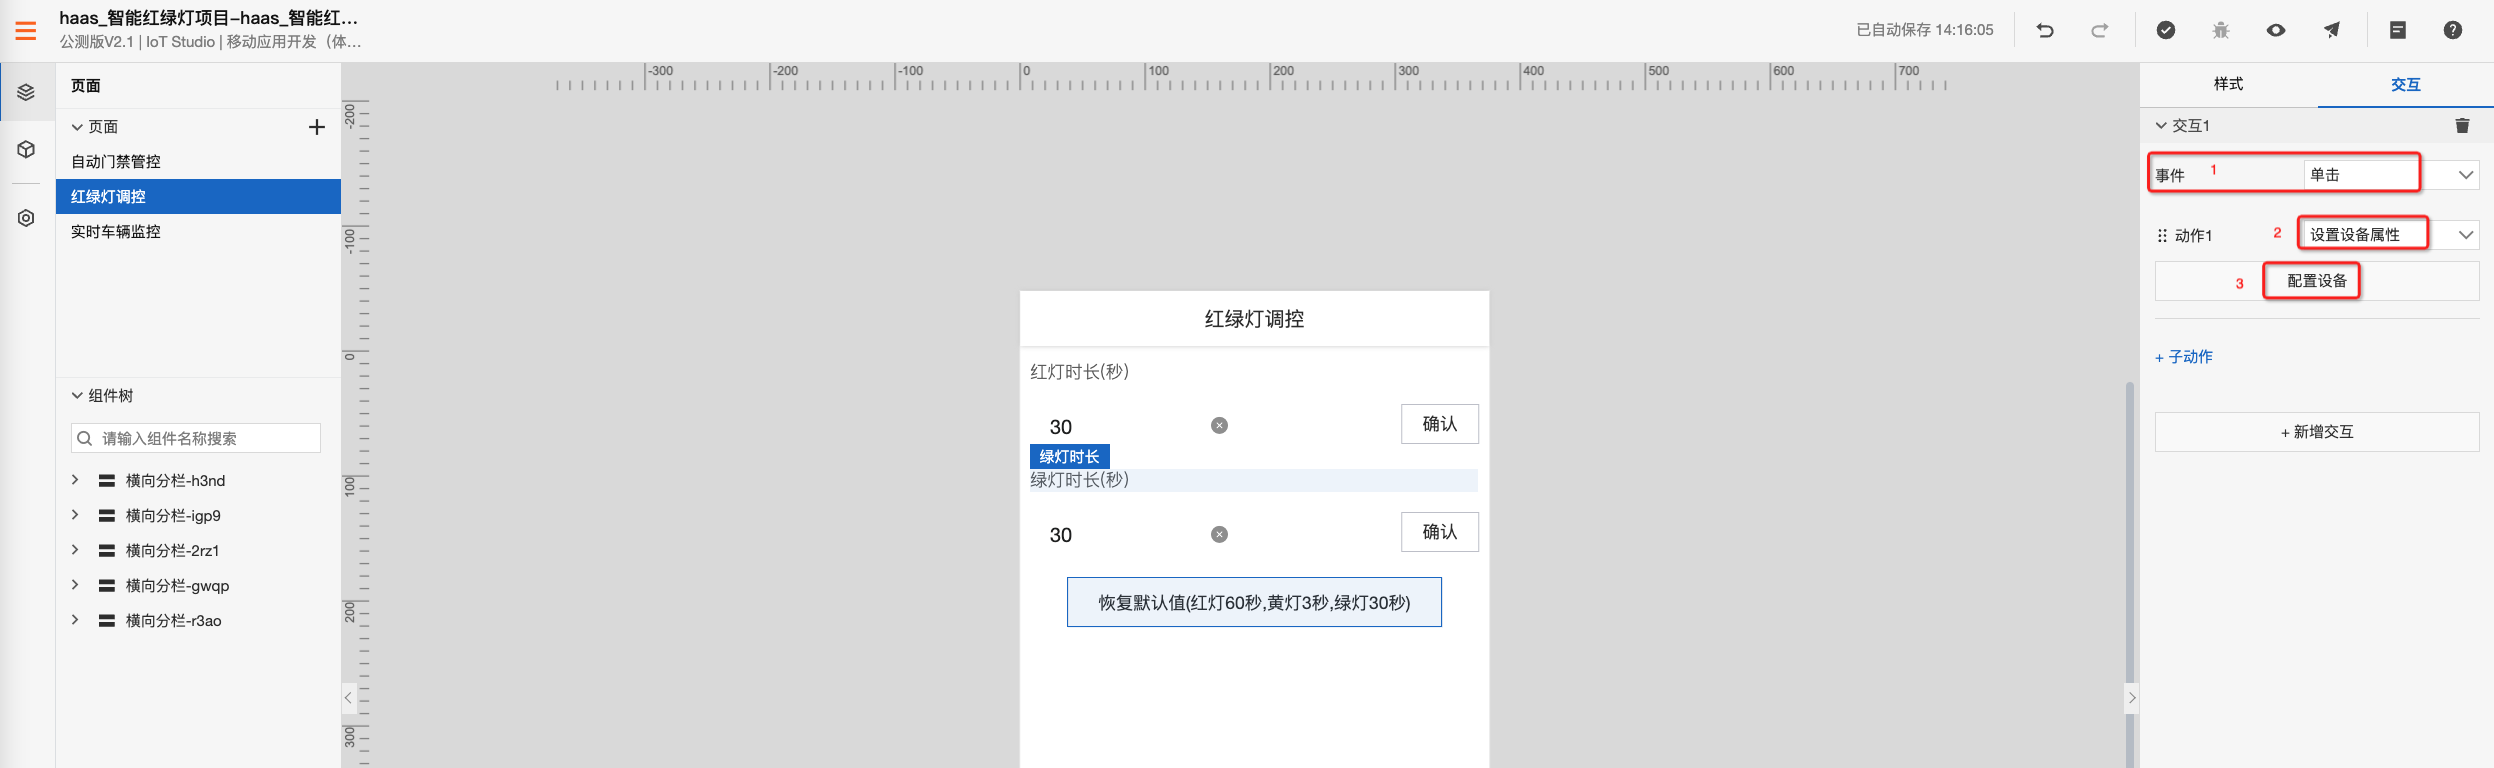 haas_智能红绿灯项目-haas_智能红...
公测版V2.1 | IoT Studio | 移动应用开发（体...
已自动保存 14:16:05
页面
页面
自动门禁管控
红绿灯调控
实时车辆监控
组件树
请输入组件名称搜索
横向分栏-h3nd
横向分栏-igp9
横向分栏-2rz1
横向分栏-gwqp
横向分栏-r3ao
-300 -200 -100 0 100 200 300 400 500 600 700
-200
-100
0
100
200
300
红绿灯调控
红灯时长(秒)
30
确认
绿灯时长
绿灯时长(秒)
30
确认
恢复默认值(红灯60秒,黄灯3秒,绿灯30秒)
样式 交互
交互1
事件 1 单击
动作1 2 设置设备属性
3 配置设备
+ 子动作
+ 新增交互